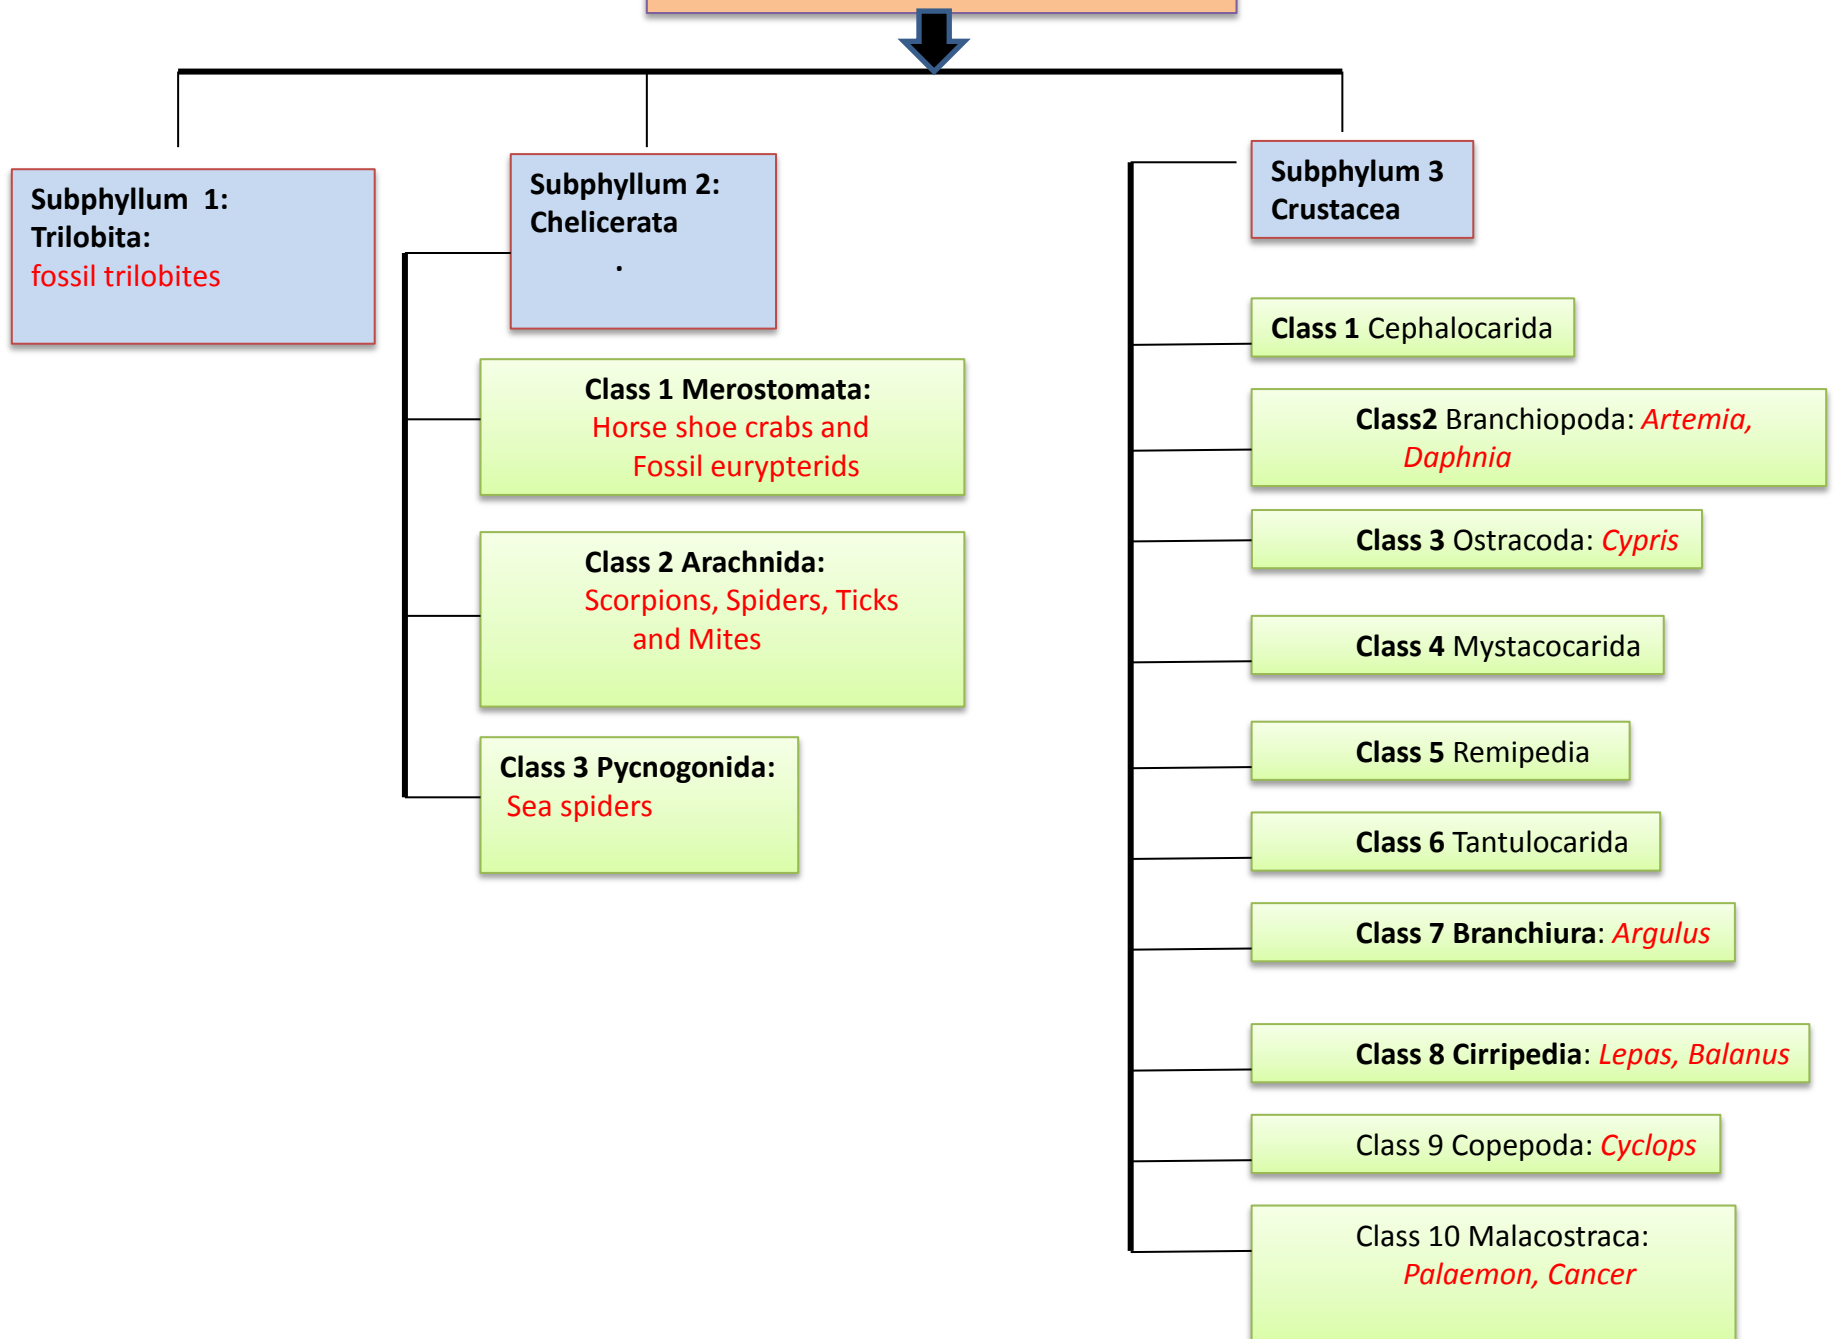 Subphyllum 1:
Trilobita:
fossil trilobites
Subphyllum 2:
Chelicerata
.
Class 1 Merostomata:
Horse shoe crabs and
Fossil eurypterids
Class 2 Arachnida:
Scorpions, Spiders, Ticks
and Mites
Class 3 Pycnogonida:
Sea spiders
Subphylum 3
Crustacea
Class 1 Cephalocarida
Class2 Branchiopoda: Artemia,
Daphnia
Class 3 Ostracoda: Cypris
Class 4 Mystacocarida
Class 5 Remipedia
Class 6 Tantulocarida
Class 7 Branchiura: Argulus
Class 8 Cirripedia: Lepas, Balanus
Class 9 Copepoda: Cyclops
Class 10 Malacostraca:
Palaemon, Cancer